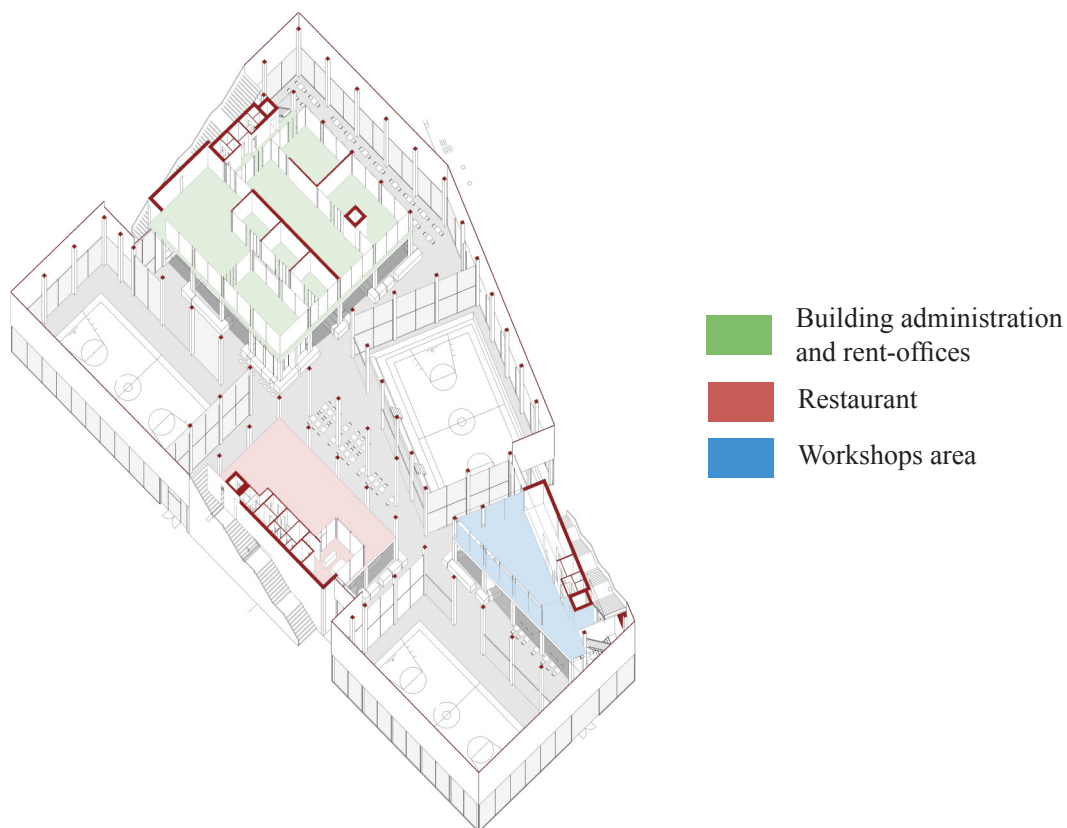 Building administration
and rent-offices
Restaurant
Workshops area